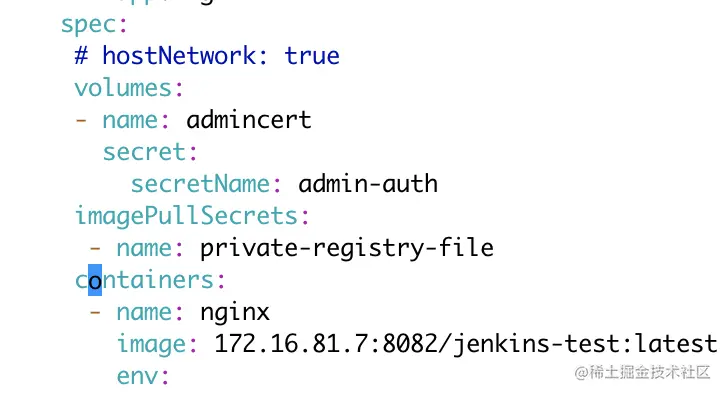 spec:
# hostNetwork: true
volumes:
- name: admincert
secret:
secretName: admin-auth
imagePullSecrets:
- name: private-registry-file
containers:
- name: nginx
image: 172.16.81.7:8082/jenkins-test:latest
env:
@稀土掘金技术社区